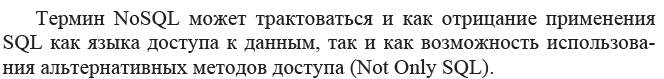 Термин NoSQL может трактоваться и как отрицание применения
SQL как языка доступа к данным, так и как возможность использова-
ния альтернативных методов доступа (Not Only SQL).